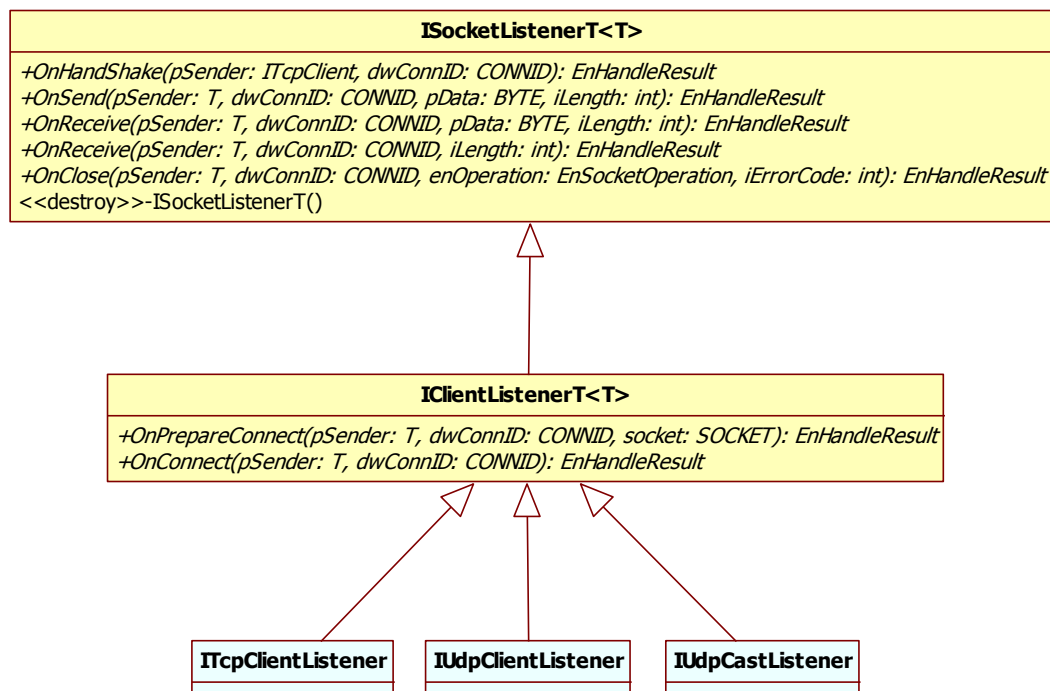 ISocketListenerT<T>
+OnHandShake(pSender: ITcpClient, dwConnID: CONNID): EnHandleResult
+OnSend(pSender: T, dwConnID: CONNID, pData: BYTE, iLength: int): EnHandleResult
+OnReceive(pSender: T, dwConnID: CONNID, pData: BYTE, iLength: int): EnHandleResult
+OnReceive(pSender: T, dwConnID: CONNID, iLength: int): EnHandleResult
+OnClose(pSender: T, dwConnID: CONNID, enOperation: EnSocketOperation, iErrorCode: int): EnHandleResult
<<destroy>>-ISocketListenerT()
IClientListenerT<T>
+OnPrepareConnect(pSender: T, dwConnID: CONNID, socket: SOCKET): EnHandleResult
+OnConnect(pSender: T, dwConnID: CONNID): EnHandleResult
ITcpClientListener
IUdpClientListener
IUdpCastListener